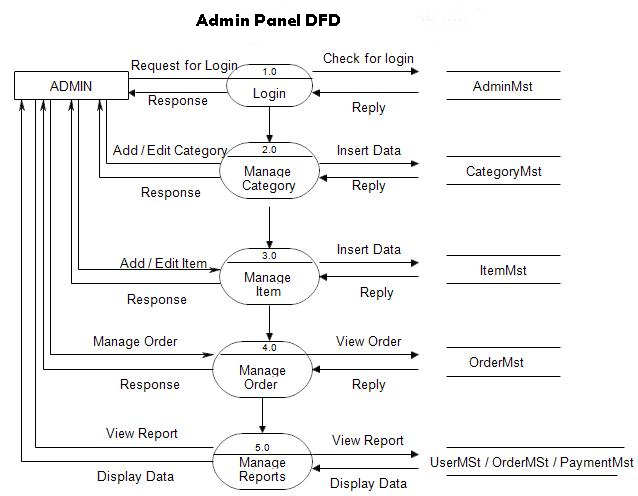 Admin Panel DFD
Request for Login
Check for login
1.0
ADMIN
Login
AdminMst
Response
Reply
Add / Edit Category
2.0
Insert Data
Manage
Category
CategoryMst
Response
Reply
Add / Edit Item
3.0
Insert Data
Manage
Item
ItemMst
Response
Reply
Manage Order
4.0
View Order
Manage
Order
OrderMst
Response
Reply
View Report
5.0
View Report
Manage
Reports
UserMSt / OrderMSt / PaymentMst
Display Data
Display Data